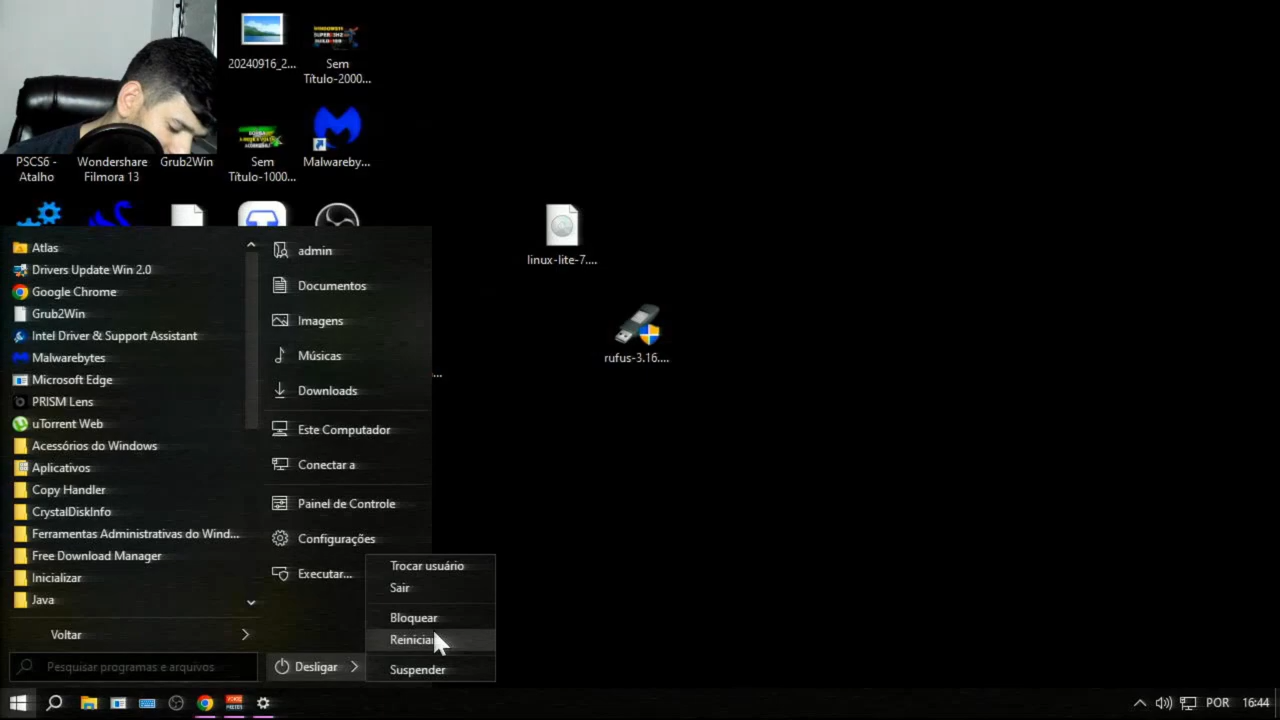 20240916_2...
Sem
Título-2000...
PSCS6 -
Atalho
Wondershare
Filmora 13
Grub2Win
Sem
Título-1000...
Malwareby...
linux-lite-7....
rufus-3.16....
...
Atlas
Drivers Update Win 2.0
Google Chrome
Grub2Win
Intel Driver & Support Assistant
Malwarebytes
Microsoft Edge
PRISM Lens
uTorrent Web
Acessórios do Windows
Aplicativos
Copy Handler
CrystalDiskInfo
Ferramentas Administrativas do Wind...
Free Download Manager
Inicializar
Java
Voltar
Pesquisar programas e arquivos
admin
Documentos
Imagens
Músicas
Downloads
Este Computador
Conectar a
Painel de Controle
Configurações
Executar...
Desligar
Trocar usuário
Sair
Bloquear
Reiniciar
Suspender
POR
16:44